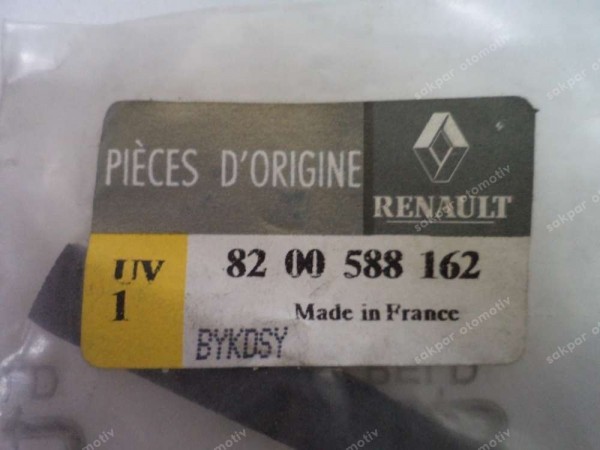 PIÈCES D'ORIGINE
RENAULT
UV
1
82 00 588 162
Made in France
BYKDSY
sakpar otomotiv